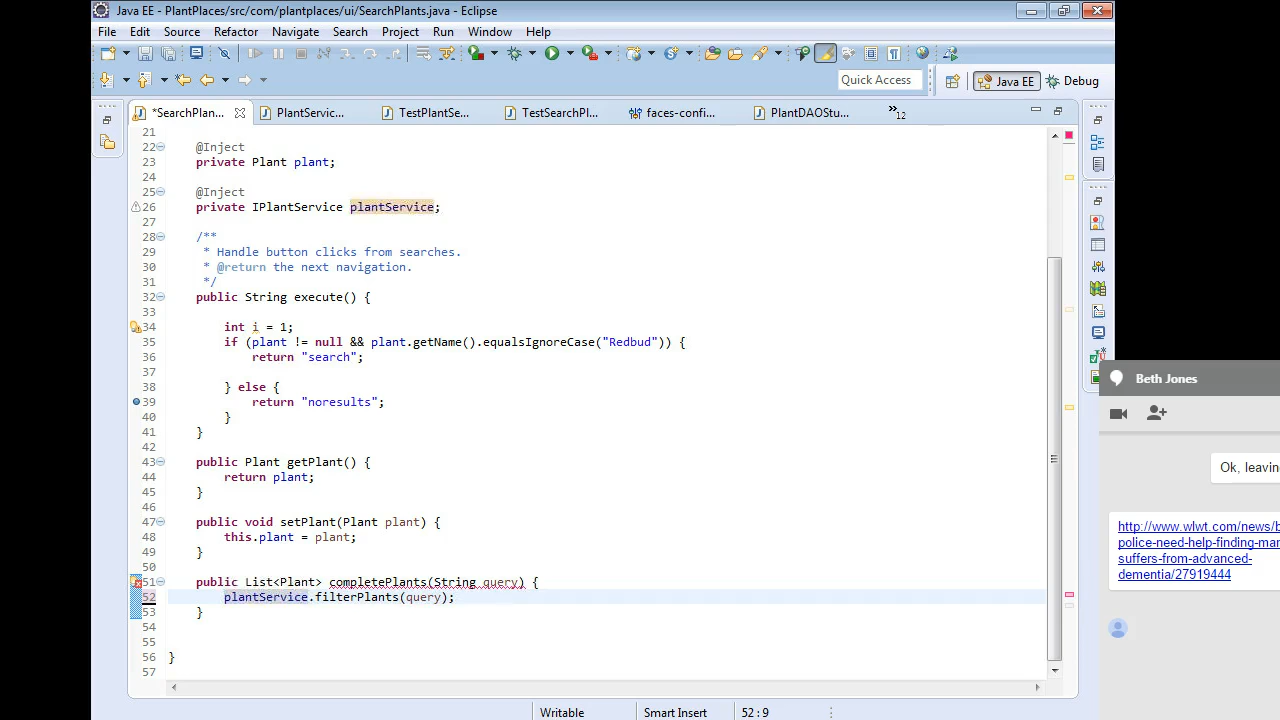 Java EE - PlantPlaces/src/com/plantplaces/ui/SearchPlants.java - Eclipse
File Edit Source Refactor Navigate Search Project Run Window Help
Quick Access Java EE Debug
*SearchPlan... PlantServic... TestPlantSe... TestSearchPl... faces-confi... PlantDAOStu... »12
21
22 @Inject
23 private Plant plant;
24
25 @Inject
26 private IPlantService plantService;
27
28 /**
29 * Handle button clicks from searches.
30 * @return the next navigation.
31 */
32 public String execute() {
33
34 int i = 1;
35 if (plant != null && plant.getName().equalsIgnoreCase("Redbud")) {
36 return "search";
37
38 } else {
39 return "noresults";
40 }
41 }
42
43 public Plant getPlant() {
44 return plant;
45 }
46
47 public void setPlant(Plant plant) {
48 this.plant = plant;
49 }
50
51 public List<Plant> completePlants(String query) {
52 plantService.filterPlants(query);
53 }
54
55
56 }
57
Writable Smart Insert 52:9
Beth Jones
Ok, leavin
http://www.wlwt.com/news/b
police-need-help-finding-mar
suffers-from-advanced-
dementia/27919444